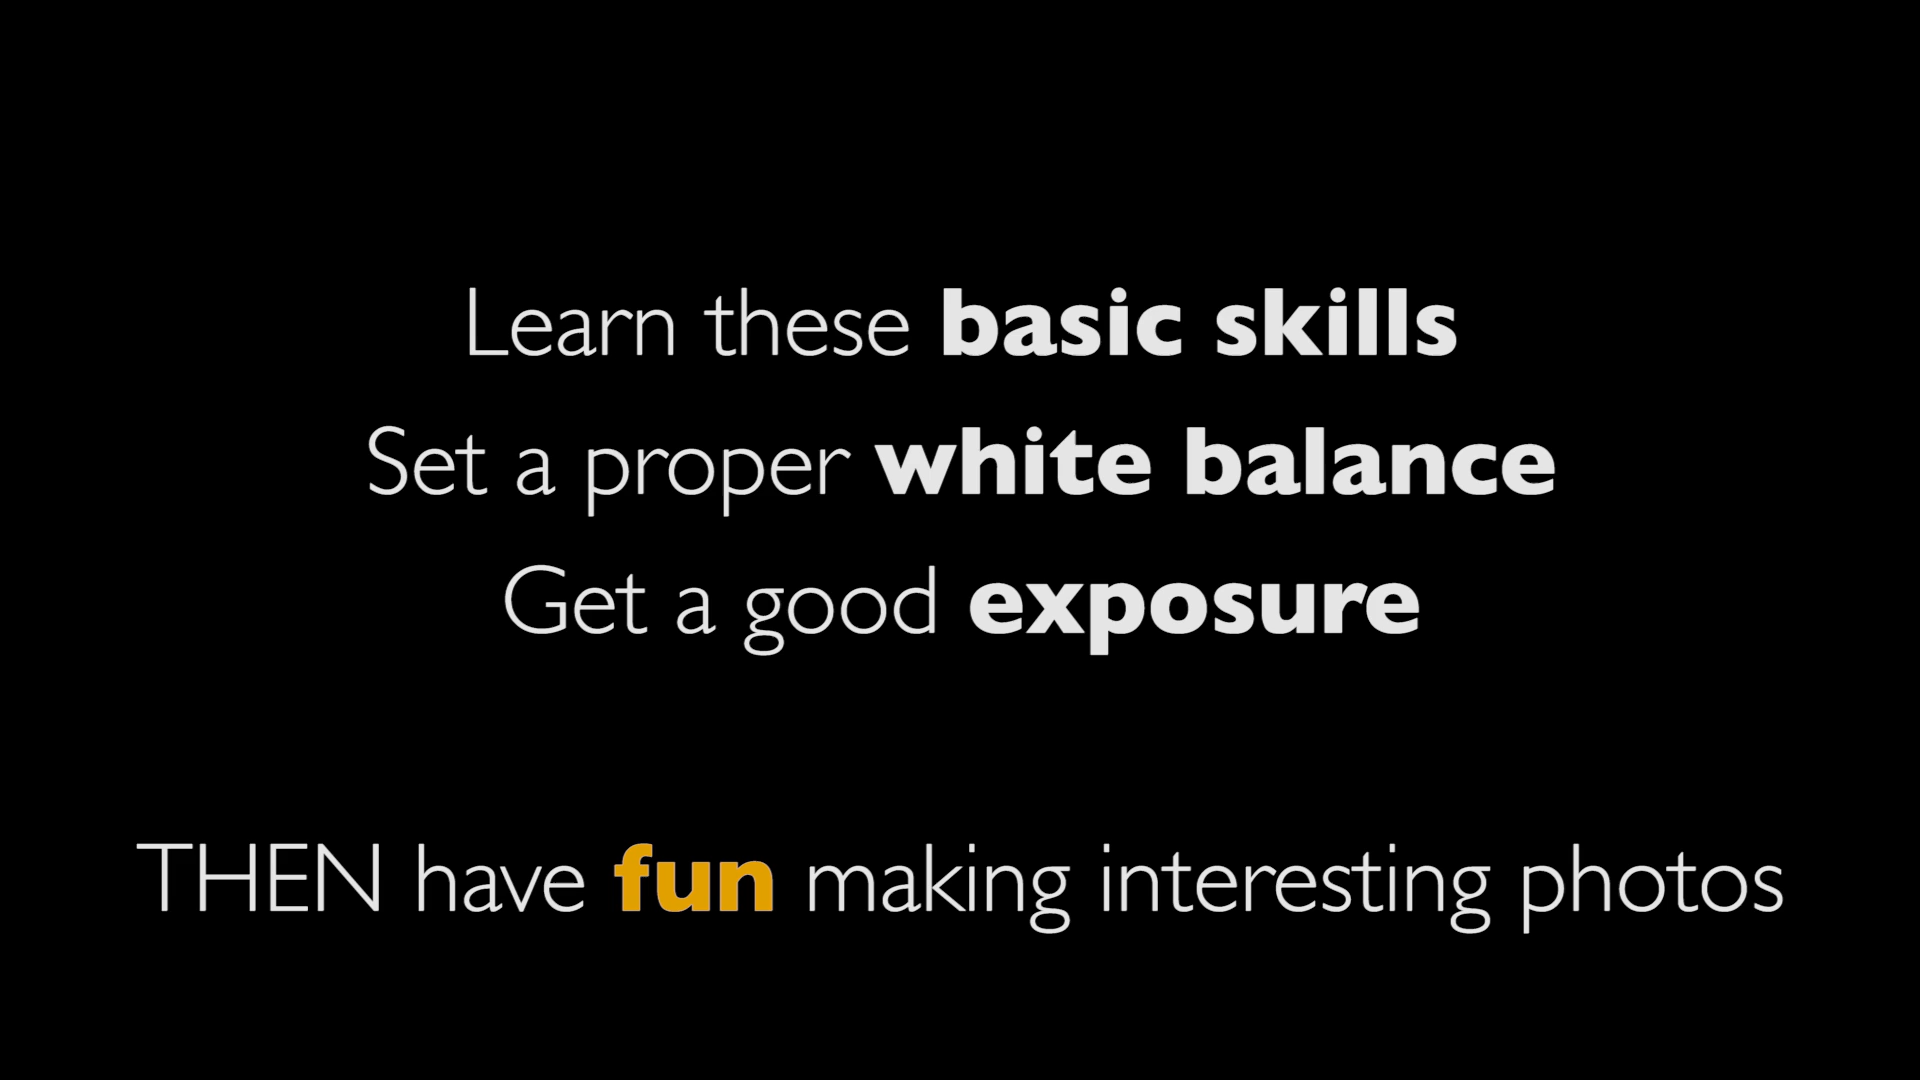 Learn these basic skills
Set a proper white balance
Get a good exposure
THEN have fun making interesting photos